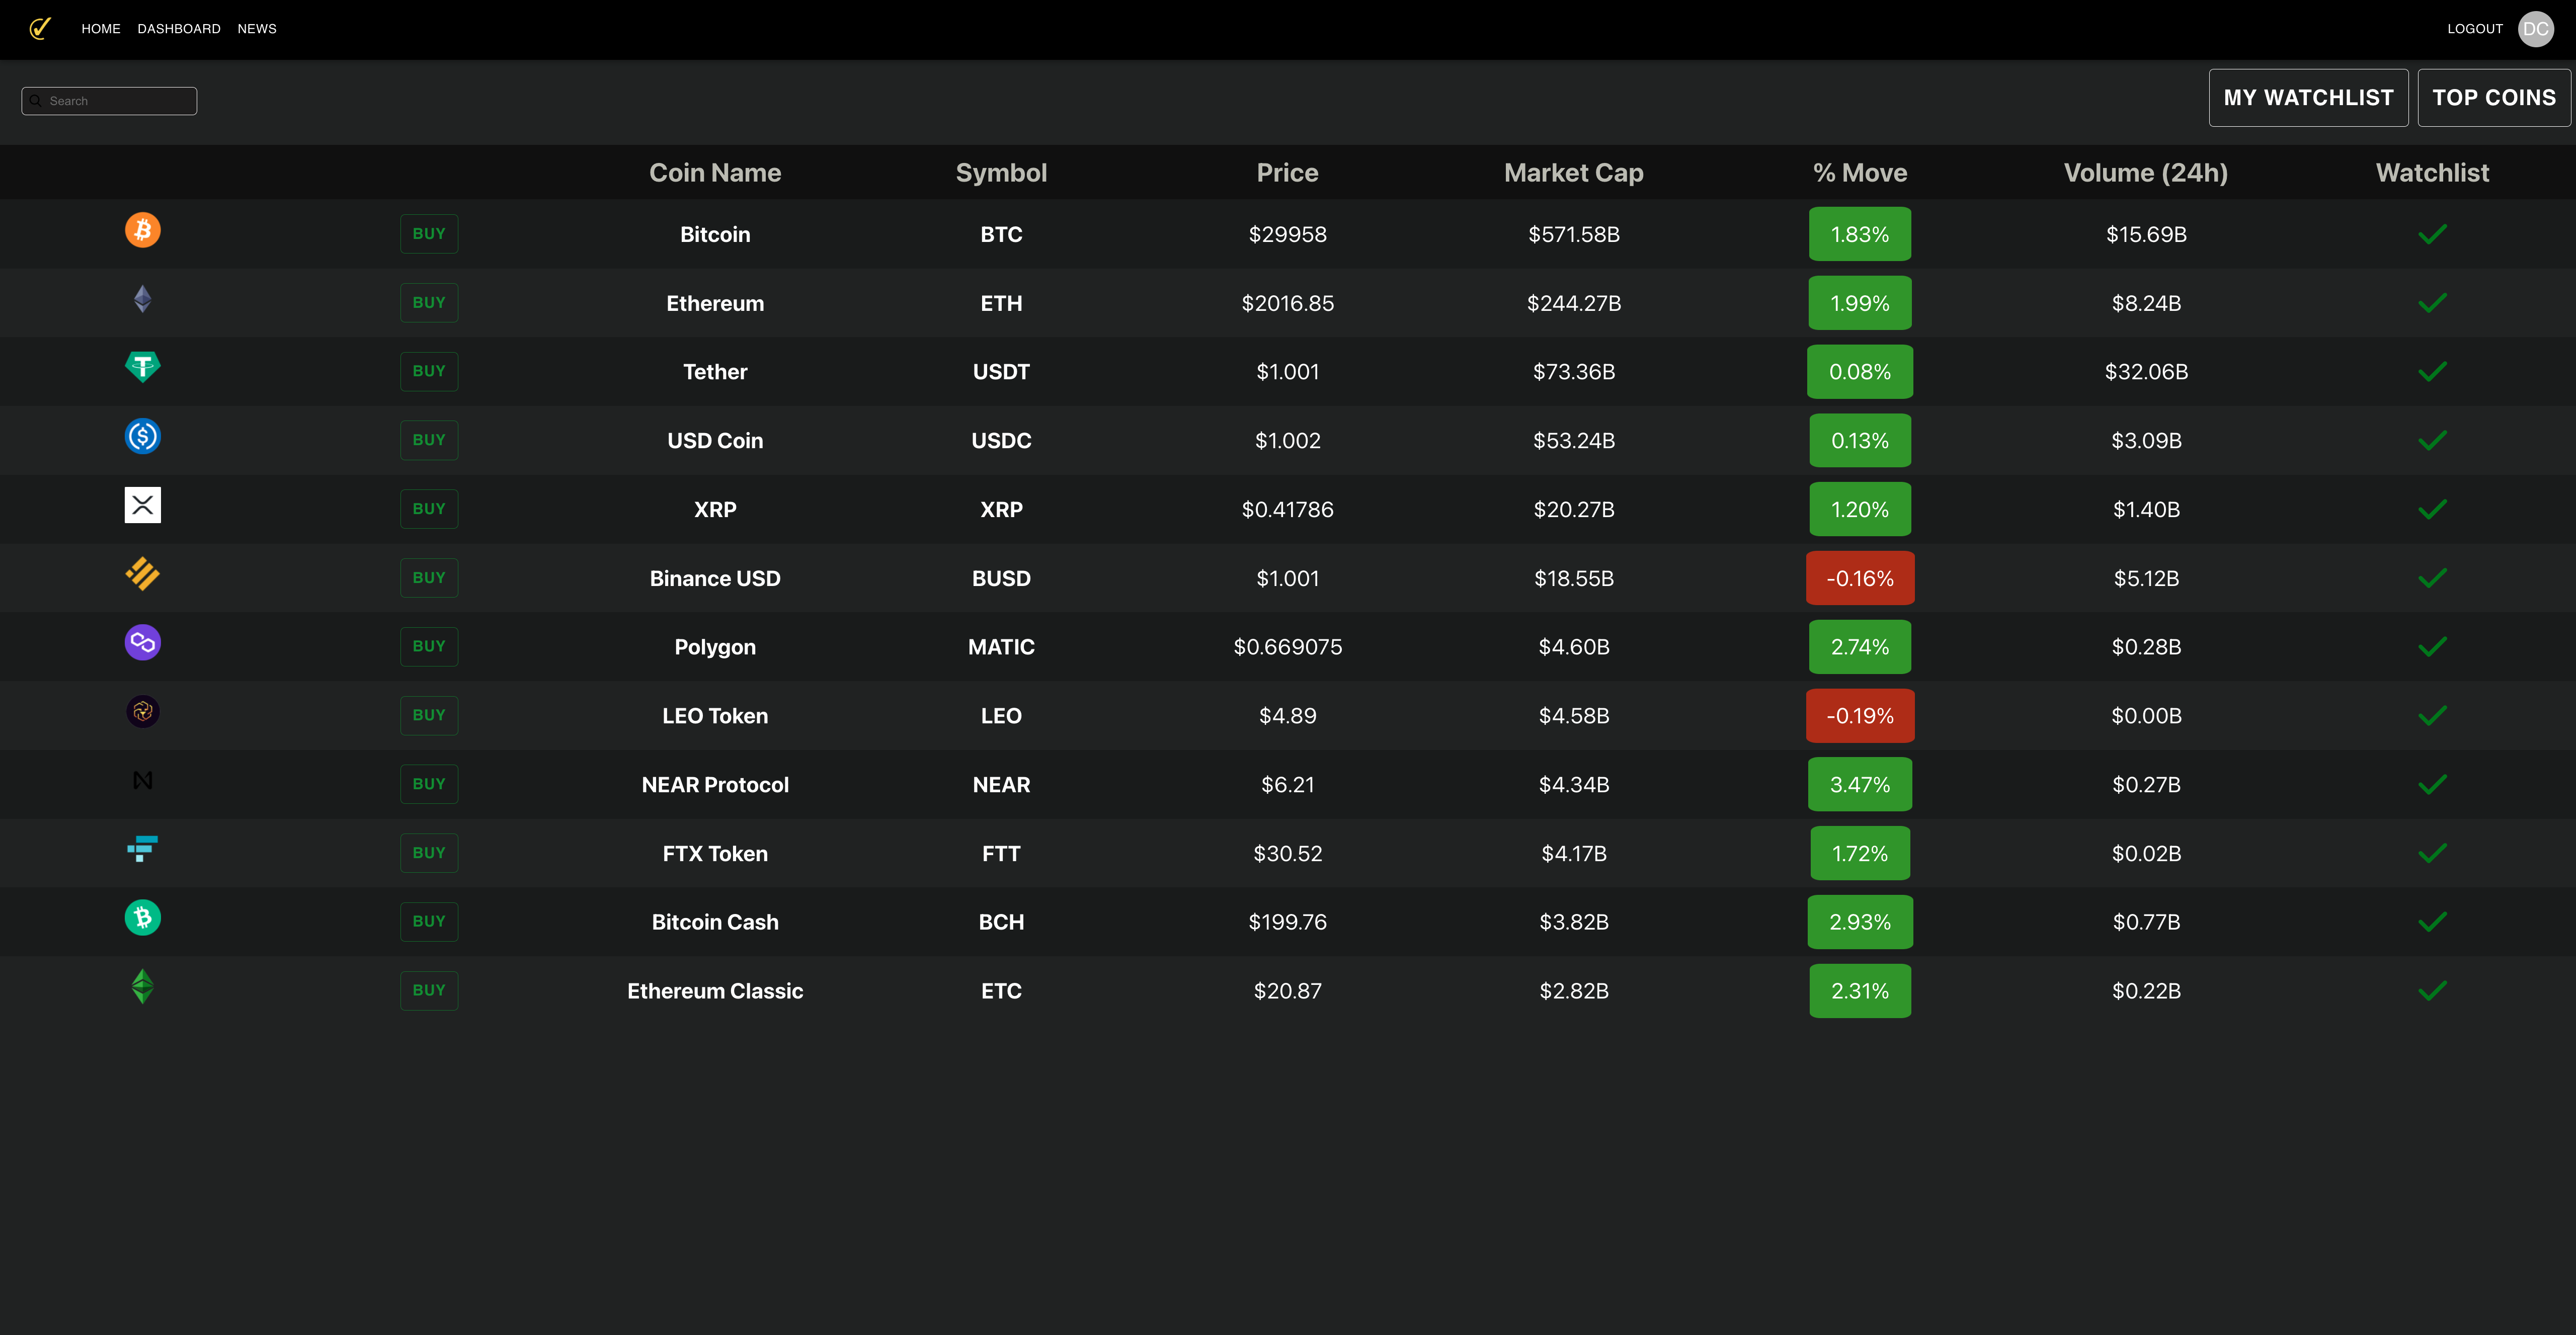 HOME DASHBOARD NEWS LOGOUT DC
Search MY WATCHLIST TOP COINS
Coin Name Symbol Price Market Cap % Move Volume (24h) Watchlist
BUY Bitcoin BTC $29958 $571.58B 1.83% $15.69B
BUY Ethereum ETH $2016.85 $244.27B 1.99% $8.24B
BUY Tether USDT $1.001 $73.36B 0.08% $32.06B
BUY USD Coin USDC $1.002 $53.24B 0.13% $3.09B
BUY XRP XRP $0.41786 $20.27B 1.20% $1.40B
BUY Binance USD BUSD $1.001 $18.55B -0.16% $5.12B
BUY Polygon MATIC $0.669075 $4.60B 2.74% $0.28B
BUY LEO Token LEO $4.89 $4.58B -0.19% $0.00B
BUY NEAR Protocol NEAR $6.21 $4.34B 3.47% $0.27B
BUY FTX Token FTT $30.52 $4.17B 1.72% $0.02B
BUY Bitcoin Cash BCH $199.76 $3.82B 2.93% $0.77B
BUY Ethereum Classic ETC $20.87 $2.82B 2.31% $0.22B